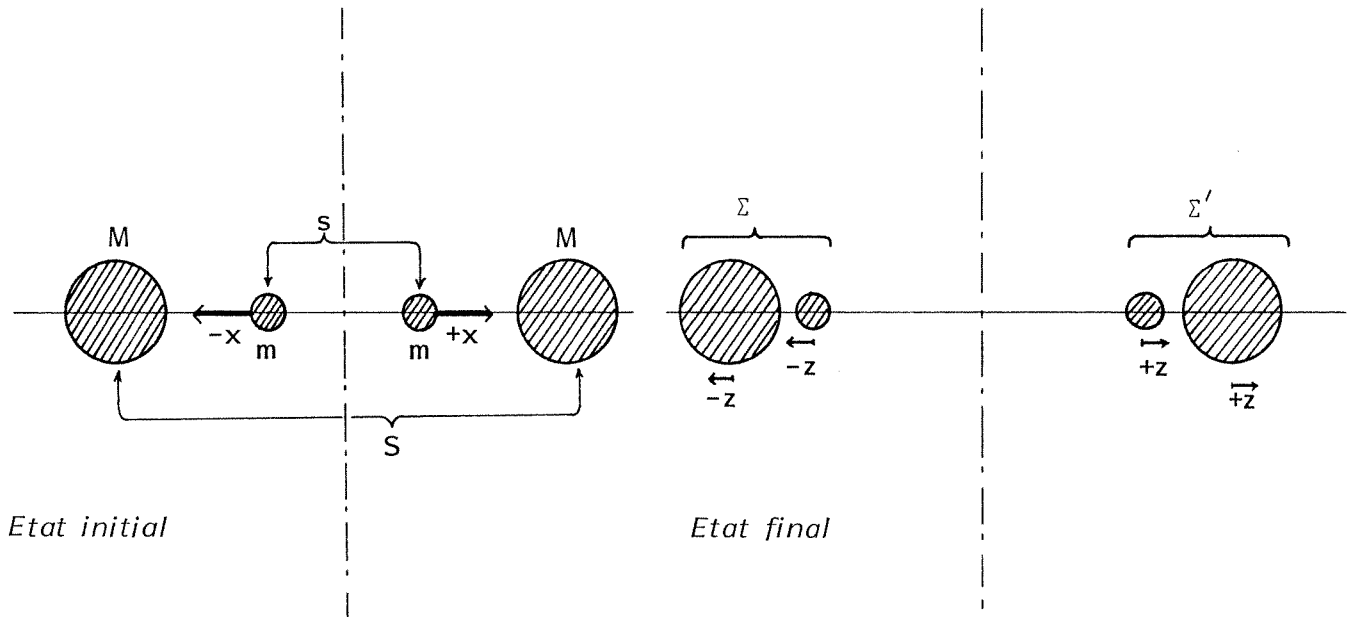 Σ
Σ′
s
M
M
-x
m
m
+x
-z
-z
+z
+z
S
Etat initial
Etat final